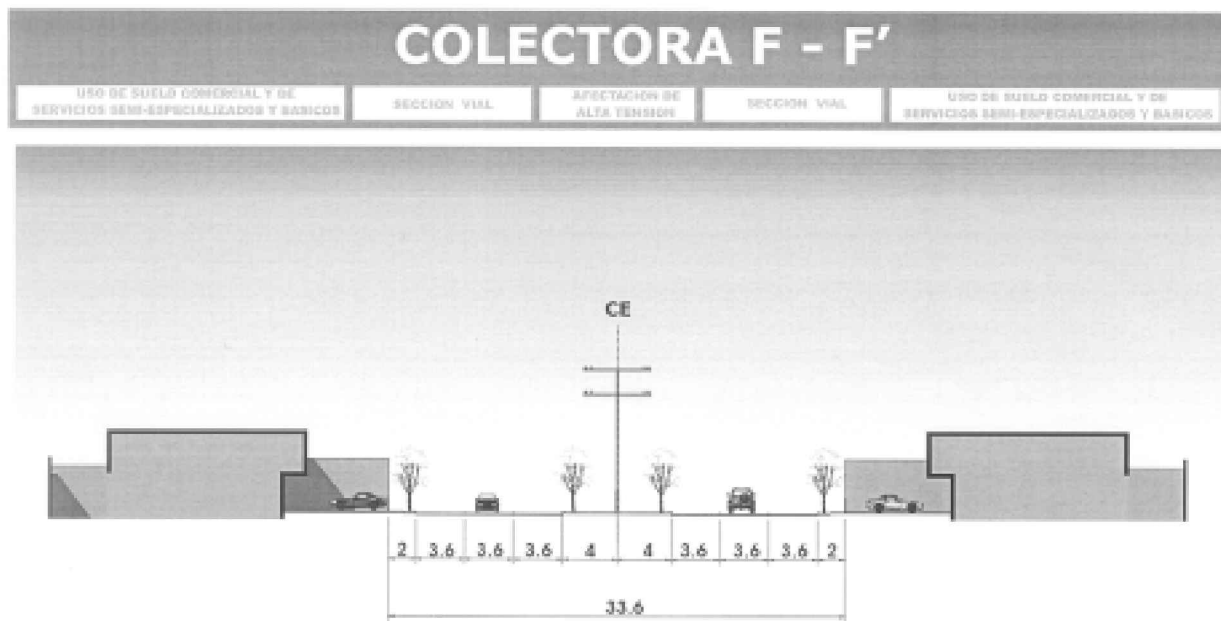 COLECTORA F - F'
USO DE SUELO COMERCIAL Y DE
SERVICIOS SEMI-ESPECIALIZADOS Y BASICOS
SECCION VIAL
AFECTACION DE
ALTA TENSION
SECCION VIAL
USO DE SUELO COMERCIAL Y DE
SERVICIOS SEMI-ESPECIALIZADOS Y BASICOS
CE
2 3.6 3.6 3.6 4 4 3.6 3.6 3.6 2
33.6